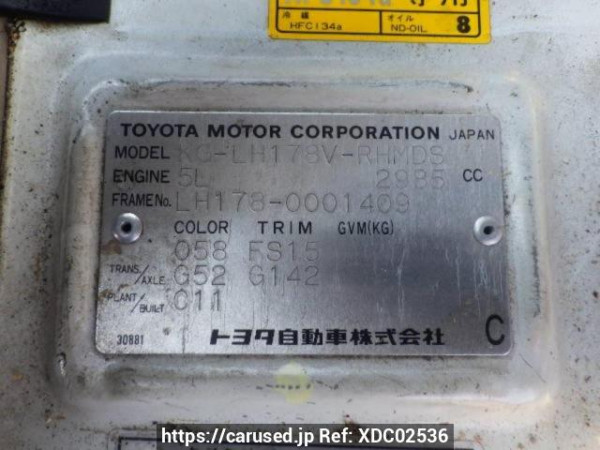 冷媒 オイル 8
HFC134a ND-OIL
TOYOTA MOTOR CORPORATION JAPAN
MODEL KG-LH178V-RHMDS
ENGINE 5L 2985 CC
FRAME No. LH178-0001409
COLOR TRIM GVM(KG)
058 FS15
TRANS/AXLE G52 G142
PLANT/BUILT C11
30881 トヨタ自動車株式会社 C
https://carused.jp Ref: XDC02536